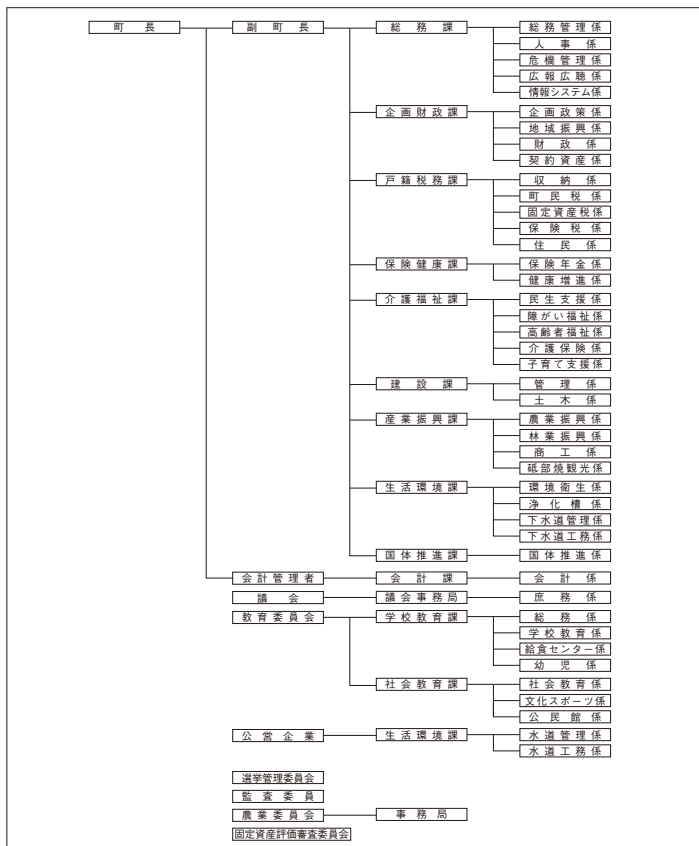 町長 副町長 総務課 総務管理係
人事係
危機管理係
広報広聴係
情報システム係
企画財政課 企画政策係
地域振興係
財政係
契約資産係
戸籍税務課 収納係
町民税係
固定資産税係
保険税係
住民係
保険健康課 保険年金係
健康増進係
介護福祉課 民生支援係
障がい福祉係
高齢者福祉係
介護保険係
子育て支援係
建設課 管理係
土木係
産業振興課 農業振興係
林業振興係
商工係
砥部焼観光係
生活環境課 環境衛生係
浄化槽係
下水道管理係
下水道工務係
国体推進課 国体推進係
会計管理者 会計課 会計係
議会 議会事務局 庶務係
教育委員会 学校教育課 総務係
学校教育係
給食センター係
幼児係
社会教育課 社会教育係
文化スポーツ係
公民館係
公営企業 生活環境課 水道管理係
水道工務係
選挙管理委員会
監査委員
農業委員会 事務局
固定資産評価審査委員会